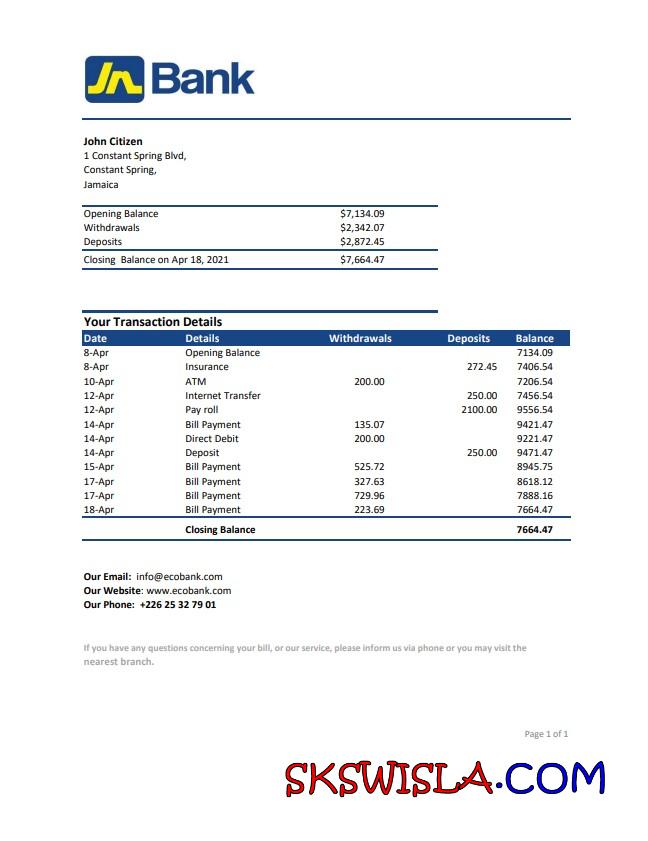 Jn Bank
John Citizen
1 Constant Spring Blvd,
Constant Spring,
Jamaica
Opening Balance $7,134.09
Withdrawals $2,342.07
Deposits $2,872.45
Closing Balance on Apr 18, 2021 $7,664.47
Your Transaction Details
Date Details Withdrawals Deposits Balance
8-Apr Opening Balance 7134.09
8-Apr Insurance 272.45 7406.54
10-Apr ATM 200.00 7206.54
12-Apr Internet Transfer 250.00 7456.54
12-Apr Pay roll 2100.00 9556.54
14-Apr Bill Payment 135.07 9421.47
14-Apr Direct Debit 200.00 9221.47
14-Apr Deposit 250.00 9471.47
15-Apr Bill Payment 525.72 8945.75
17-Apr Bill Payment 327.63 8618.12
17-Apr Bill Payment 729.96 7888.16
18-Apr Bill Payment 223.69 7664.47
Closing Balance 7664.47
Our Email: info@ecobank.com
Our Website: www.ecobank.com
Our Phone: +226 25 32 79 01
If you have any questions concerning your bill, or our service, please inform us via phone or you may visit the
nearest branch.
Page 1 of 1
SKSWISLA.COM